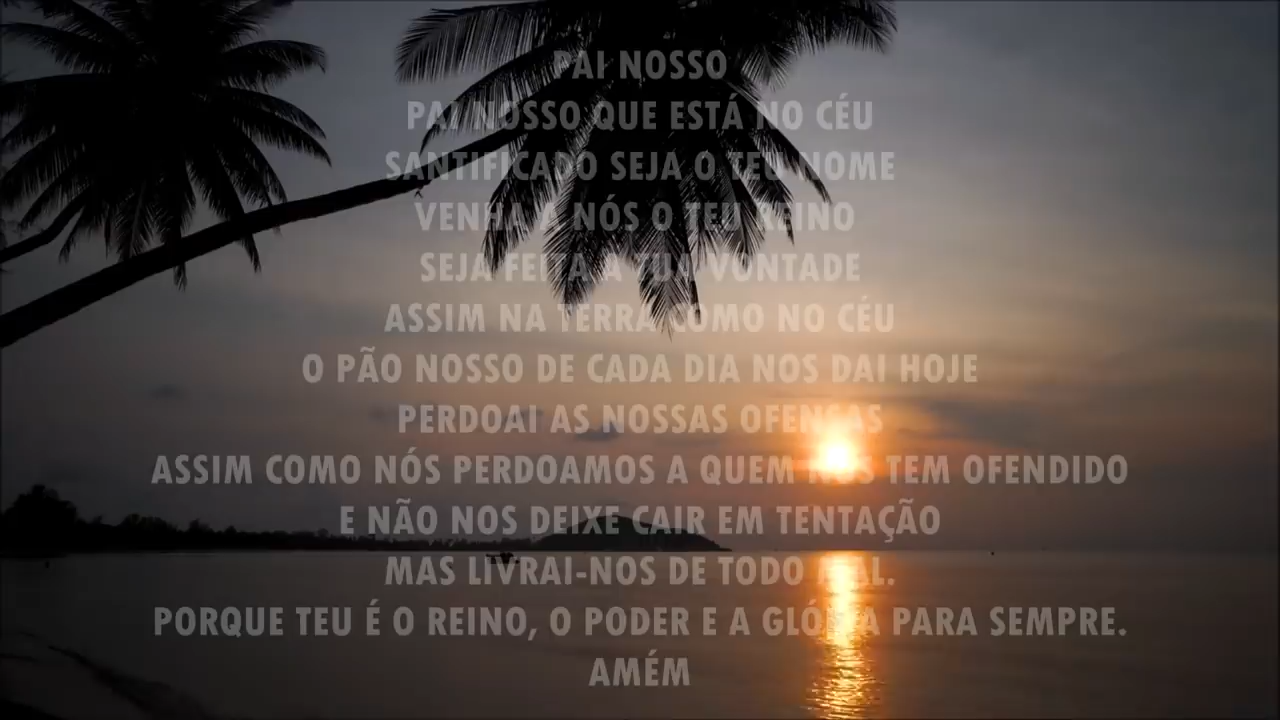 PAI NOSSO
PAI NOSSO QUE ESTÁ NO CÉU
SANTIFICADO SEJA O TEU NOME
VENHA A NÓS O TEU REINO
SEJA FEITA A TUA VONTADE
ASSIM NA TERRA COMO NO CÉU
O PÃO NOSSO DE CADA DIA NOS DAI HOJE
PERDOAI AS NOSSAS OFENSAS
ASSIM COMO NÓS PERDOAMOS A QUEM NOS TEM OFENDIDO
E NÃO NOS DEIXE CAIR EM TENTAÇÃO
MAS LIVRAI-NOS DE TODO MAL.
PORQUE TEU É O REINO, O PODER E A GLÓRIA PARA SEMPRE.
AMÉM